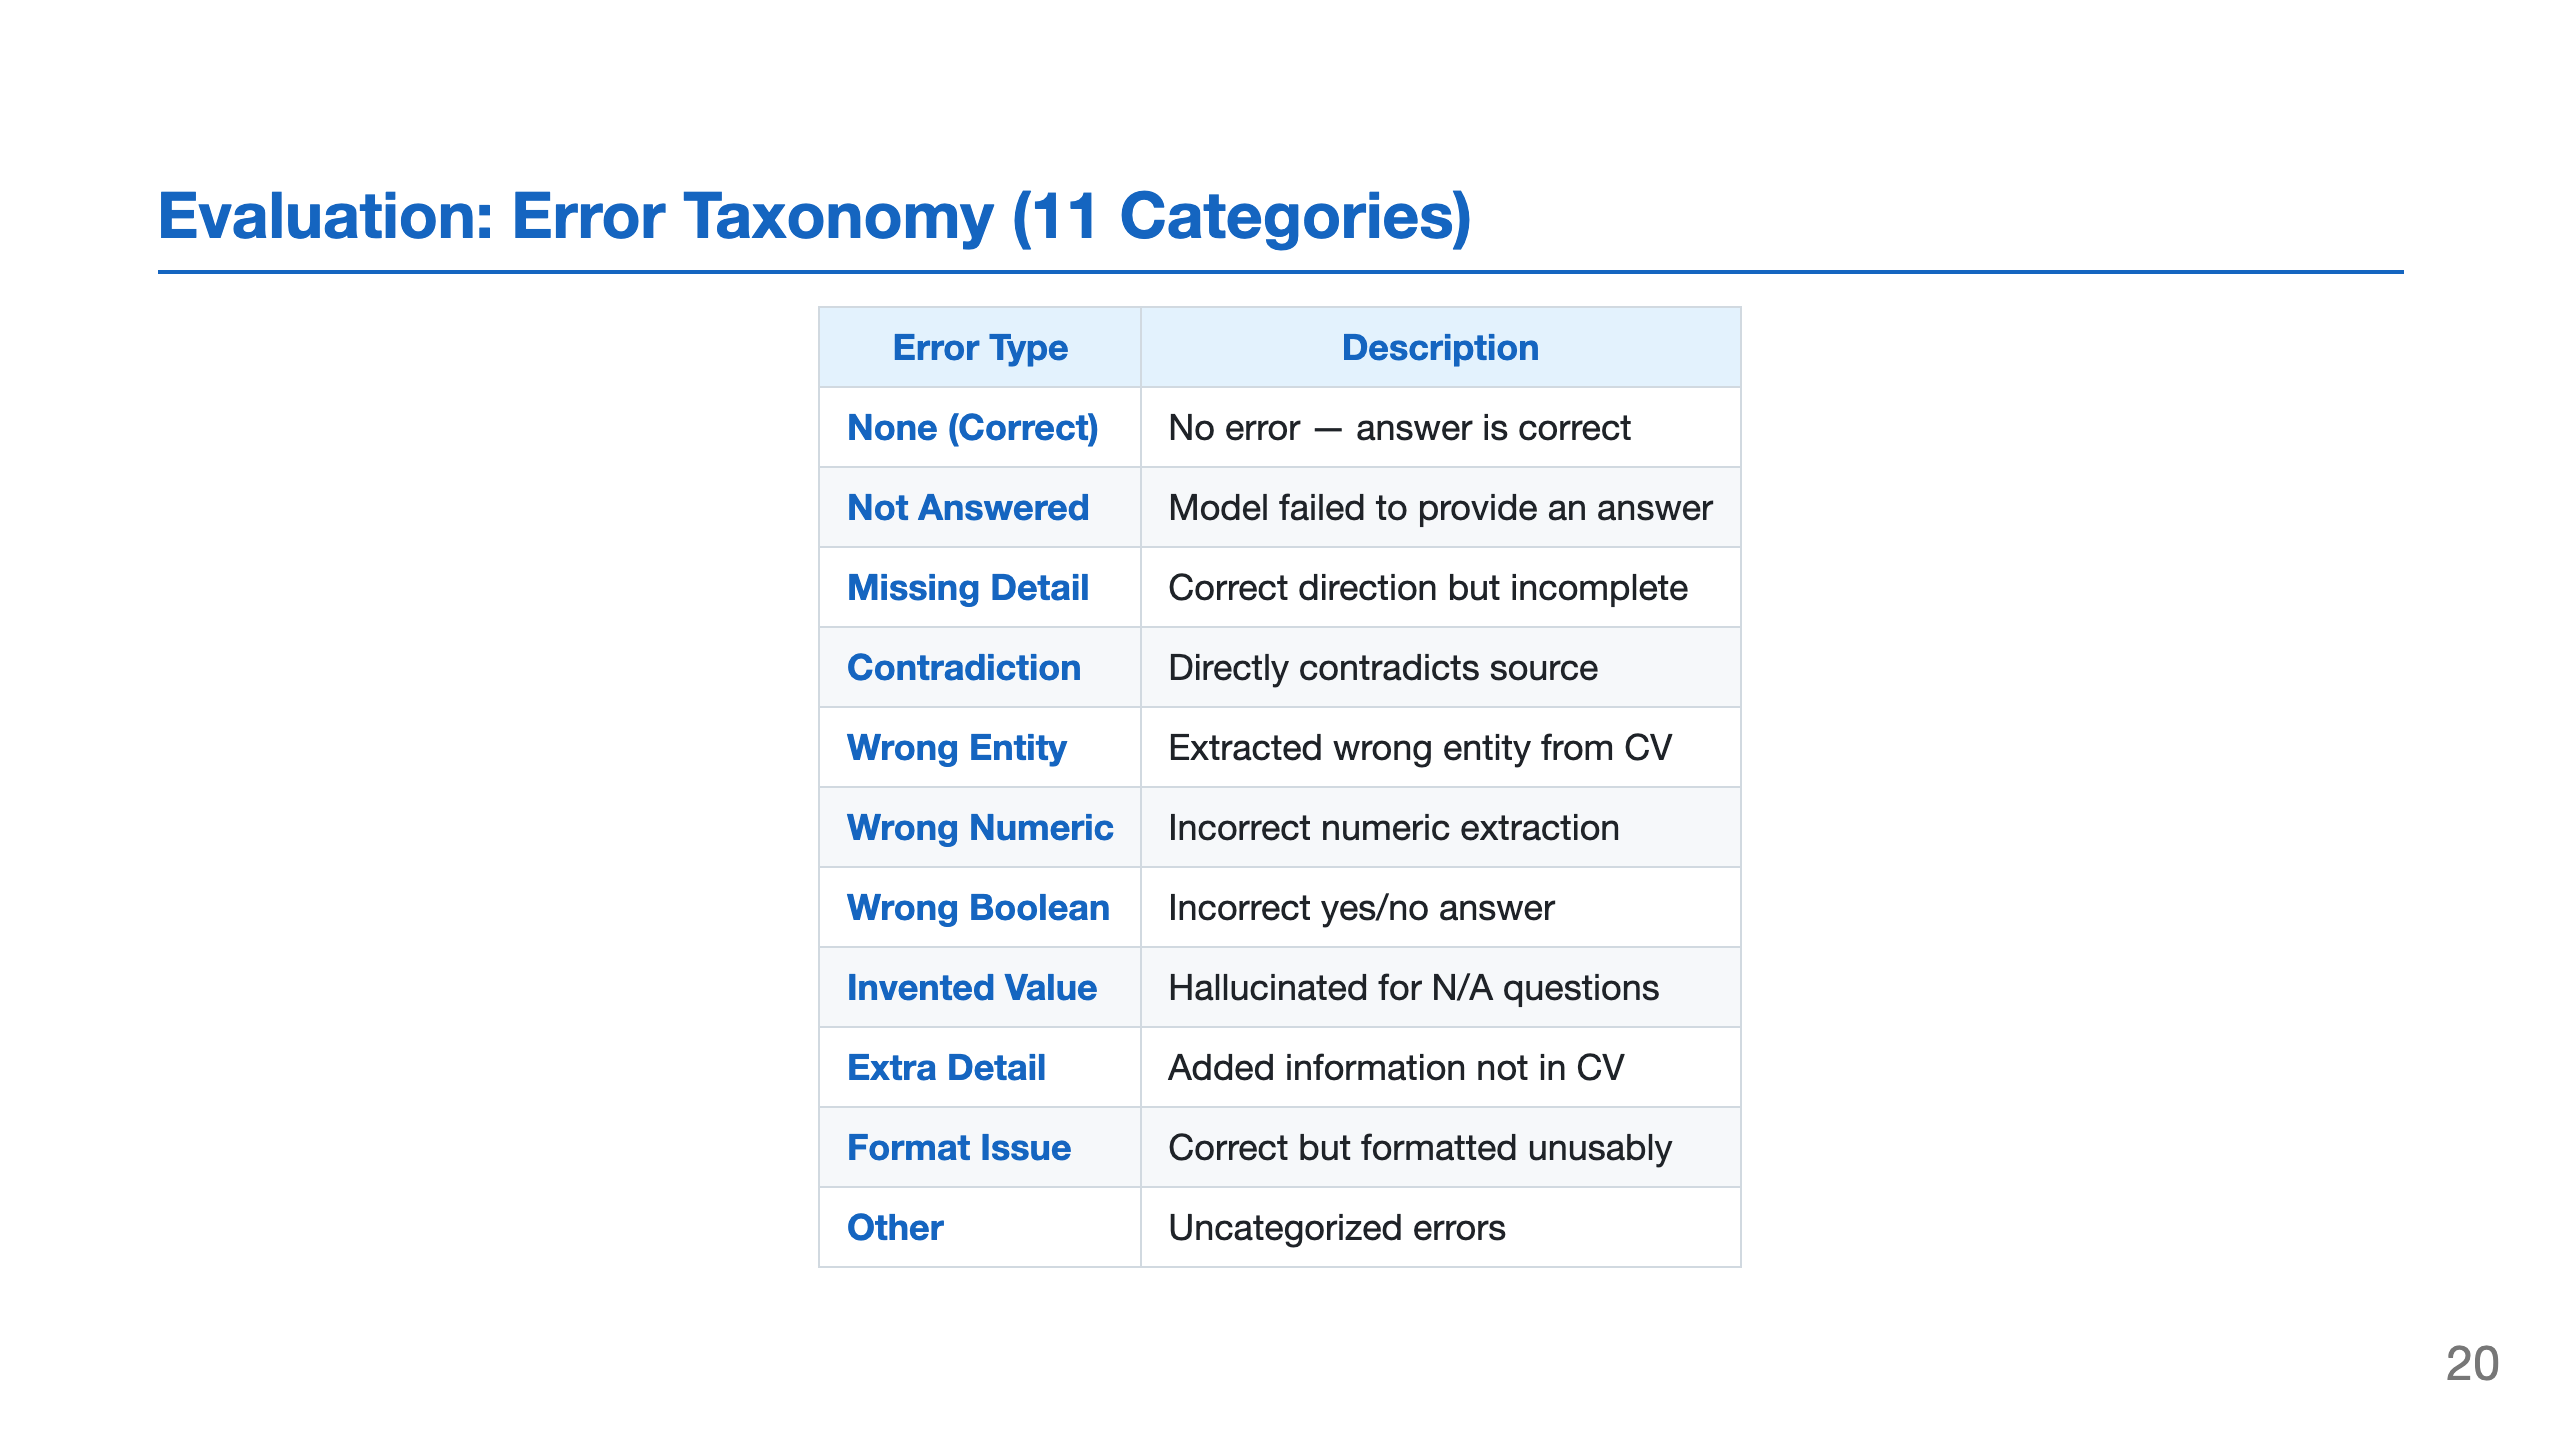 Evaluation: Error Taxonomy (11 Categories)
Error Type Description
None (Correct) No error — answer is correct
Not Answered Model failed to provide an answer
Missing Detail Correct direction but incomplete
Contradiction Directly contradicts source
Wrong Entity Extracted wrong entity from CV
Wrong Numeric Incorrect numeric extraction
Wrong Boolean Incorrect yes/no answer
Invented Value Hallucinated for N/A questions
Extra Detail Added information not in CV
Format Issue Correct but formatted unusably
Other Uncategorized errors
20